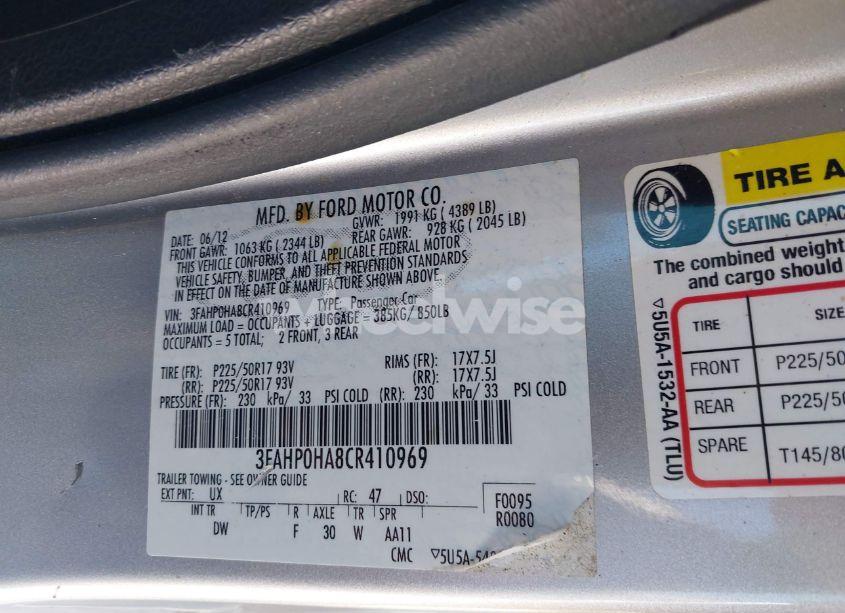 MFD. BY FORD MOTOR CO.
DATE: 06/12 GVWR: 1991 KG ( 4389 LB)
FRONT GAWR: 1063 KG ( 2344 LB) REAR GAWR: 928 KG ( 2045 LB)
THIS VEHICLE CONFORMS TO ALL APPLICABLE FEDERAL MOTOR
VEHICLE SAFETY, BUMPER, AND THEFT PREVENTION STANDARDS
IN EFFECT ON THE DATE OF MANUFACTURE SHOWN ABOVE.
VIN: 3FAHP0HA8CR410969 TYPE: Passenger Car
MAXIMUM LOAD = OCCUPANTS + LUGGAGE = 385KG/ 850LB
OCCUPANTS = 5 TOTAL; 2 FRONT, 3 REAR
TIRE (FR): P225/50R17 93V RIMS (FR): 17X7.5J
(RR): P225/50R17 93V (RR): 17X7.5J
PRESSURE (FR): 230 kPa/ 33 PSI COLD (RR): 230 kPa/ 33 PSI COLD
3FAHP0HA8CR410969
TRAILER TOWING - SEE OWNER GUIDE
EXT PNT: UX RC: 47 DSO: F0095
INT TR TP/PS R AXLE TR SPR R0080
DW F 30 W AA11
CMC ▽5U5A-54
TIRE A
SEATING CAPAC
The combined weight
and cargo should
TIRE SIZE
FRONT P225/50
REAR P225/50
SPARE T145/80
▽5U5A-1532-AA (TLU)